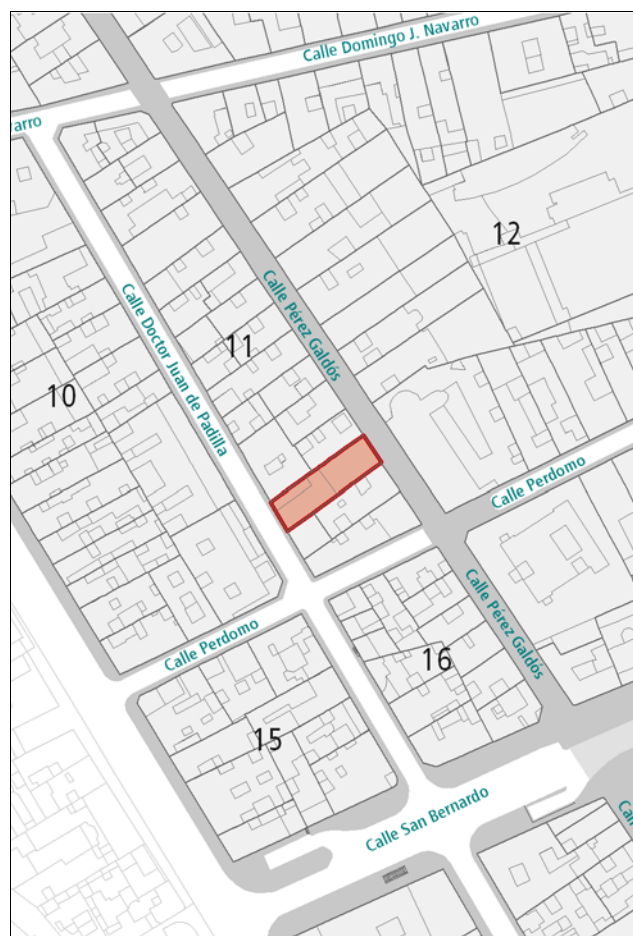 Calle Domingo J. Navarro
arro
12
Calle Pérez Galdós
Calle Doctor Juan de Padilla
11
10
Calle Perdomo
Calle Pérez Galdós
Calle Perdomo
16
15
Calle San Bernardo